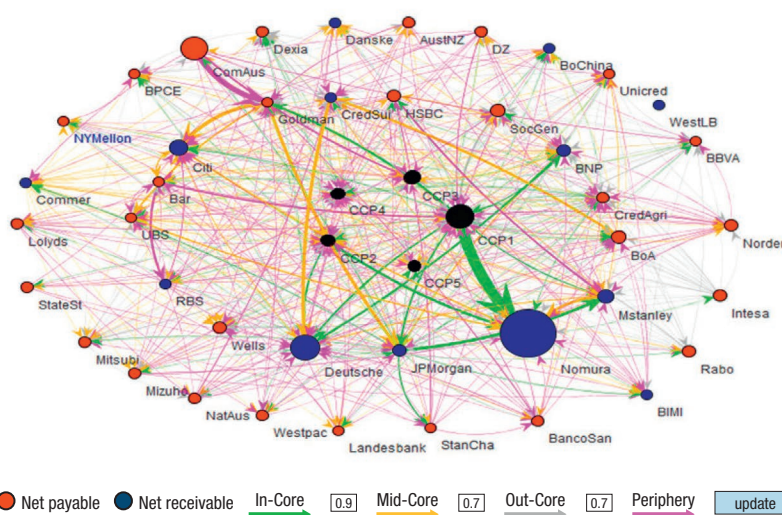 Danske
AustNZ
Dexia
DZ
BoChina
ComAus
BPCE
Unicred
Goldman
CredSui
HSBC
SocGen
WestLB
NYMellon
BBVA
Citi
BNP
Commer
Bar
CCP3
CCP4
CredAgri
Lolyds
UBS
CCP1
Norder
CCP2
BoA
CCP5
StateSt
RBS
Mstanley
Intesa
Wells
Mitsubi
Deutsche
JPMorgan
Nomura
Rabo
Mizuho
BIMI
NatAus
Westpac
Landesbank
StanCha
BancoSan
Net payable Net receivable In-Core 0.9 Mid-Core 0.7 Out-Core 0.7 Periphery update